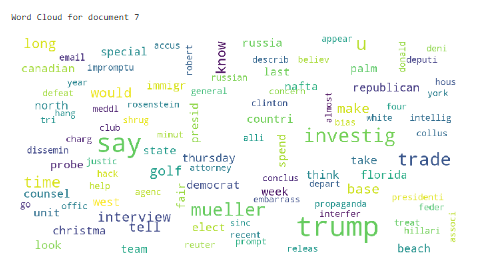 Word Cloud for document 7
long
email
special
accus
robert
know
russia
appear
u
donald
deni
deputi
canadian
impromptu
describ
believ
russian
last
palm
year
immigr
general
concern
nafta
republican
hous
york
defeat
would
north
meddl
rosenstein
presid
clinton
almost
make
four
hang
tri
shrug
countri
bias
white
intellig
charg
club
minut
alli
investig
collus
say
dissem
state
thursday
spend
take
trade
probe
justic
golf
attorney
conclus
think
florida
time
hack
democrat
week
depart
base
presidenti
counsel
help
agenc
fair
embarrass
propaganda
feder
go
offic
west
mueller
interfer
treat
hillari
unit
interview
elect
sinc
trump
associ
christma
tell
recent
look
team
reuter
prompt
releas
beach